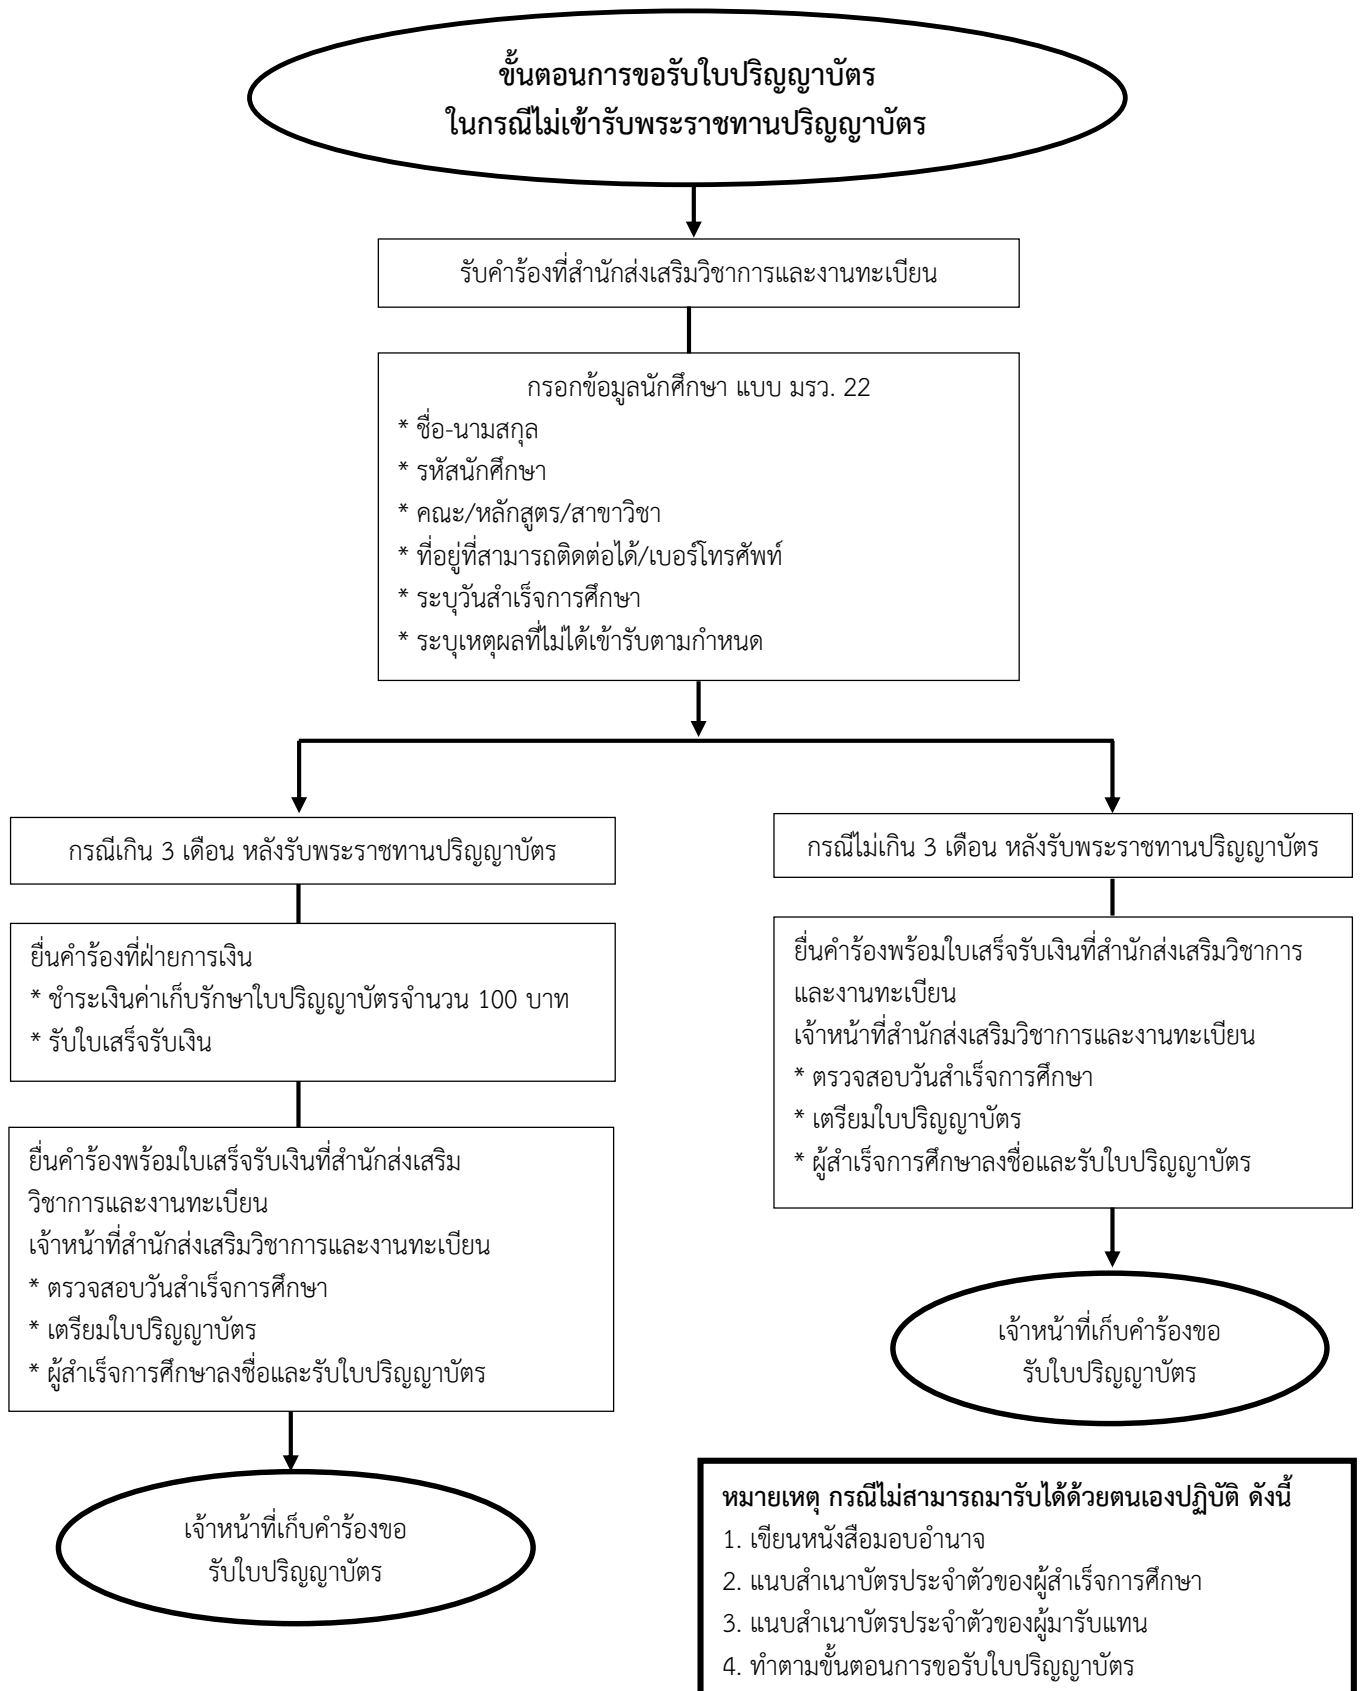 ขั้นตอนการขอรับใบปริญญาบัตร
ในกรณีไม่เข้ารับพระราชทานปริญญาบัตร
รับคำร้องที่สำนักส่งเสริมวิชาการและงานทะเบียน
กรอกข้อมูลนักศึกษา แบบ มรว. 22
* ชื่อ-นามสกุล
* รหัสนักศึกษา
* คณะ/หลักสูตร/สาขาวิชา
* ที่อยู่ที่สามารถติดต่อได้/เบอร์โทรศัพท์
* ระบุวันสำเร็จการศึกษา
* ระบุเหตุผลที่ไม่ได้เข้ารับตามกำหนด
กรณีเกิน 3 เดือน หลังรับพระราชทานปริญญาบัตร
ยื่นคำร้องที่ฝ่ายการเงิน
* ชำระเงินค่าเก็บรักษาใบปริญญาบัตรจำนวน 100 บาท
* รับใบเสร็จรับเงิน
ยื่นคำร้องพร้อมใบเสร็จรับเงินที่สำนักส่งเสริม
วิชาการและงานทะเบียน
เจ้าหน้าที่สำนักส่งเสริมวิชาการและงานทะเบียน
* ตรวจสอบวันสำเร็จการศึกษา
* เตรียมใบปริญญาบัตร
* ผู้สำเร็จการศึกษาลงชื่อและรับใบปริญญาบัตร
เจ้าหน้าที่เก็บคำร้องขอ
รับใบปริญญาบัตร
กรณีไม่เกิน 3 เดือน หลังรับพระราชทานปริญญาบัตร
ยื่นคำร้องพร้อมใบเสร็จรับเงินที่สำนักส่งเสริมวิชาการ
และงานทะเบียน
เจ้าหน้าที่สำนักส่งเสริมวิชาการและงานทะเบียน
* ตรวจสอบวันสำเร็จการศึกษา
* เตรียมใบปริญญาบัตร
* ผู้สำเร็จการศึกษาลงชื่อและรับใบปริญญาบัตร
เจ้าหน้าที่เก็บคำร้องขอ
รับใบปริญญาบัตร
หมายเหตุ กรณีไม่สามารถมารับได้ด้วยตนเองปฏิบัติ ดังนี้
1. เขียนหนังสือมอบอำนาจ
2. แนบสำเนาบัตรประจำตัวของผู้สำเร็จการศึกษา
3. แนบสำเนาบัตรประจำตัวของผู้มารับแทน
4. ทำตามขั้นตอนการขอรับใบปริญญาบัตร